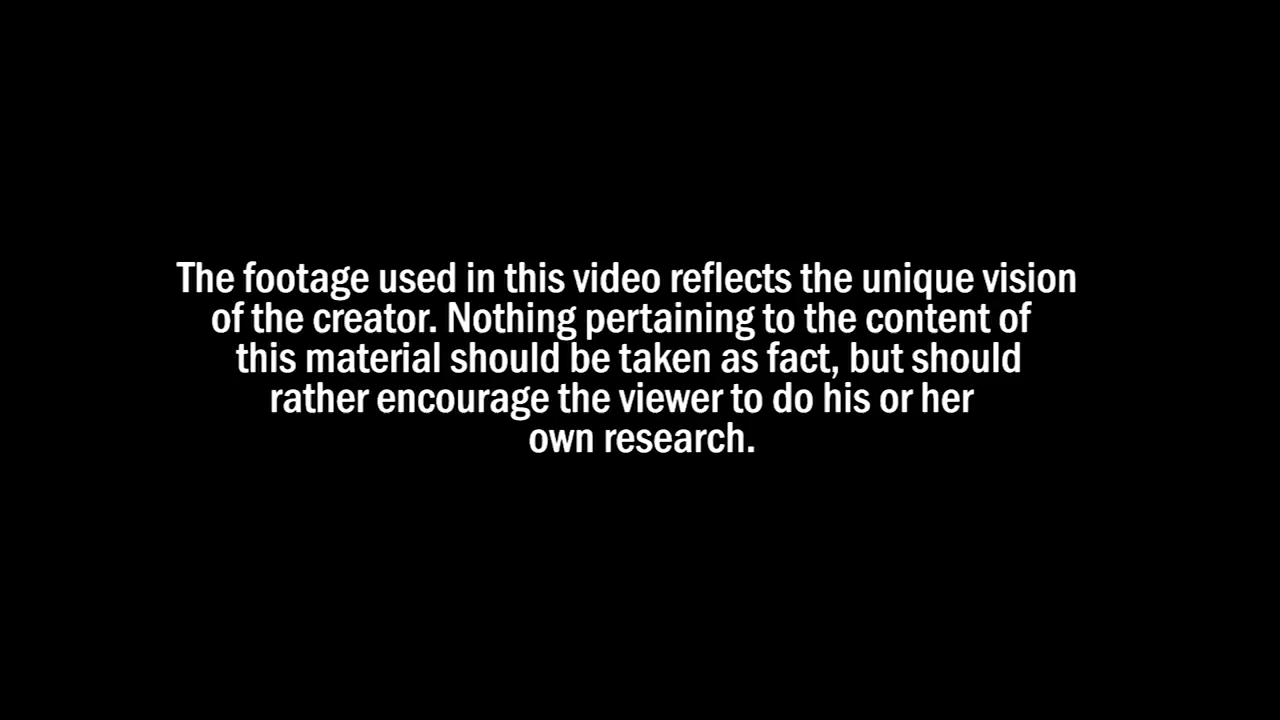 The footage used in this video reflects the unique vision
of the creator. Nothing pertaining to the content of
this material should be taken as fact, but should
rather encourage the viewer to do his or her
own research.